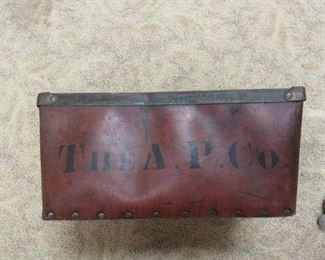 THE A. P. CO.